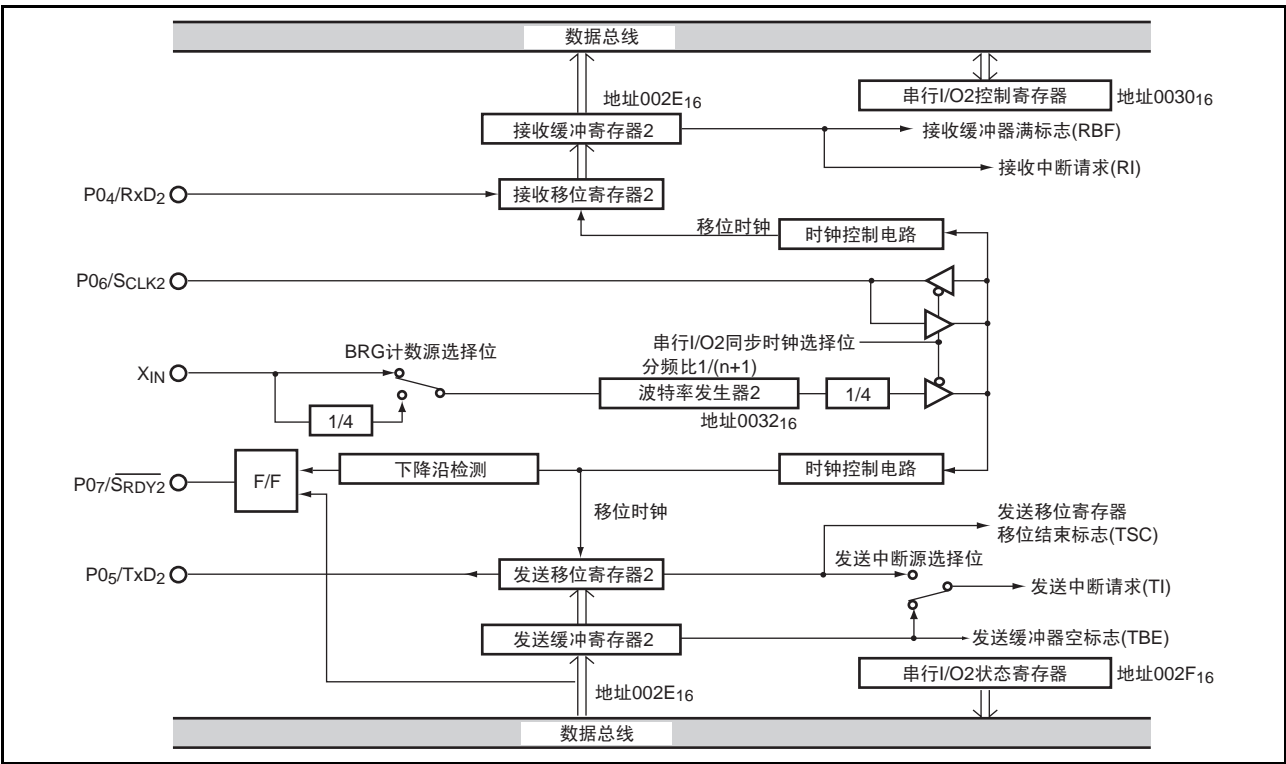 数据总线
地址002E16
串行I/O2控制寄存器
地址003016
接收缓冲寄存器2
接收缓冲器满标志(RBF)
接收中断请求(RI)
P04/RxD2
接收移位寄存器2
移位时钟
时钟控制电路
P06/SCLK2
串行I/O2同步时钟选择位
BRG计数源选择位
分频比1/(n+1)
XIN
波特率发生器2
1/4
1/4
地址003216
P07/SRDY2
F/F
下降沿检测
时钟控制电路
移位时钟
发送移位寄存器
移位结束标志(TSC)
发送中断源选择位
P05/TxD2
发送移位寄存器2
发送中断请求(TI)
发送缓冲寄存器2
发送缓冲器空标志(TBE)
串行I/O2状态寄存器
地址002F16
地址002E16
数据总线